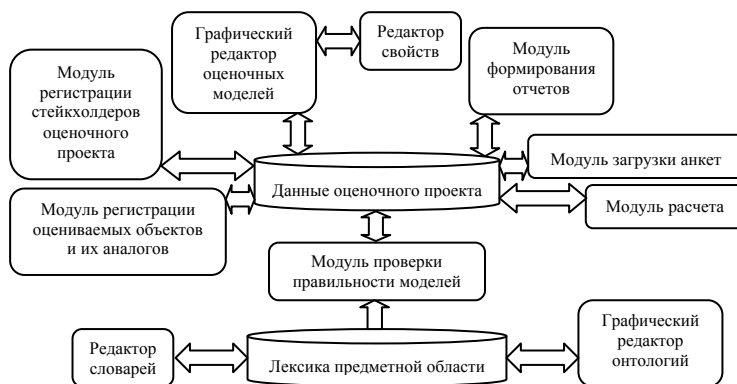 Графический
редактор
оценочных
моделей
Редактор
свойств
Модуль
формирования
отчетов
Модуль
регистрации
стейкхолдеров
оценочного
проекта
Модуль загрузки анкет
Данные оценочного проекта
Модуль расчета
Модуль регистрации
оцениваемых объектов
и их аналогов
Модуль проверки
правильности моделей
Редактор
словарей
Лексика предметной области
Графический
редактор
онтологий